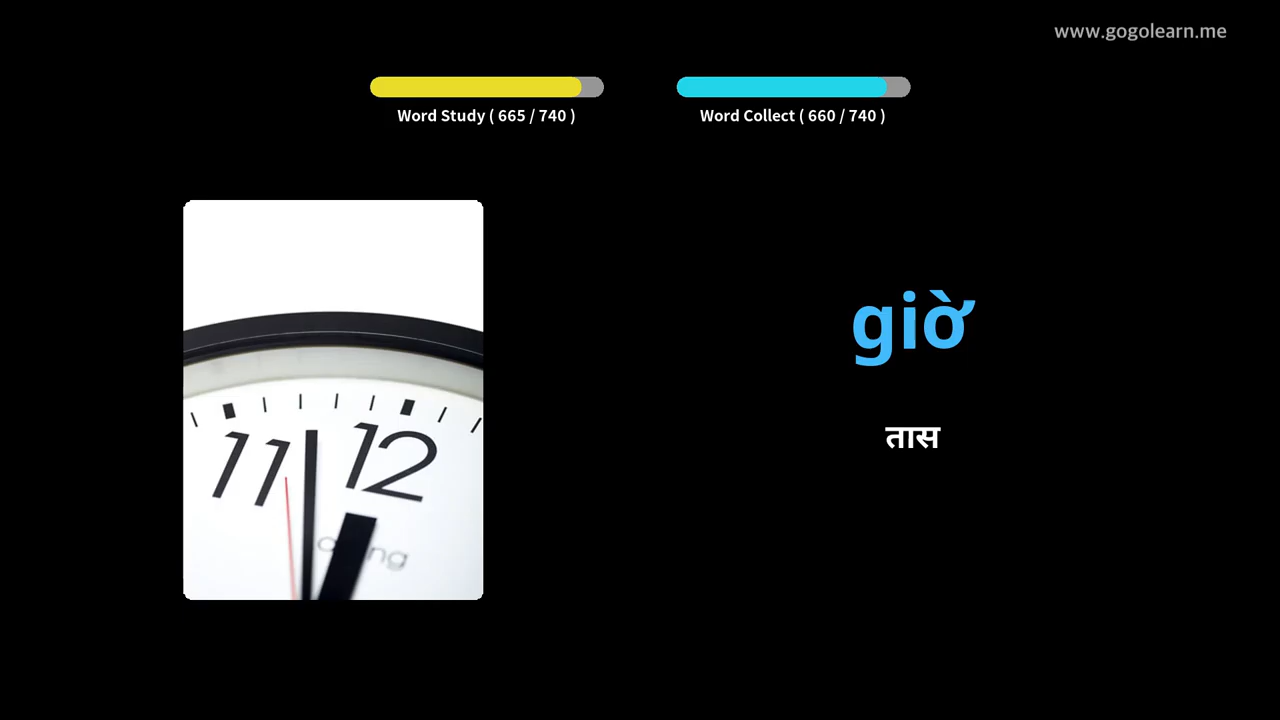 www.gogolearn.me
Word Study ( 665 / 740 )
Word Collect ( 660 / 740 )
giờ
तास
11
12